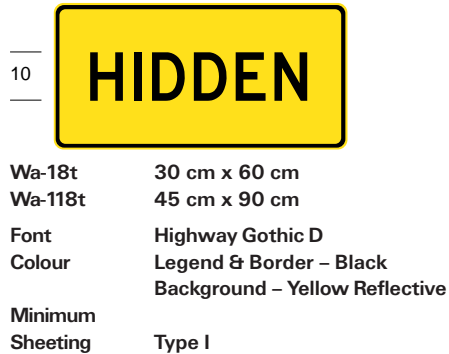 10
HIDDEN
Wa-18t 30 cm x 60 cm
Wa-118t 45 cm x 90 cm
Font Highway Gothic D
Colour Legend & Border – Black
Background – Yellow Reflective
Minimum
Sheeting Type I